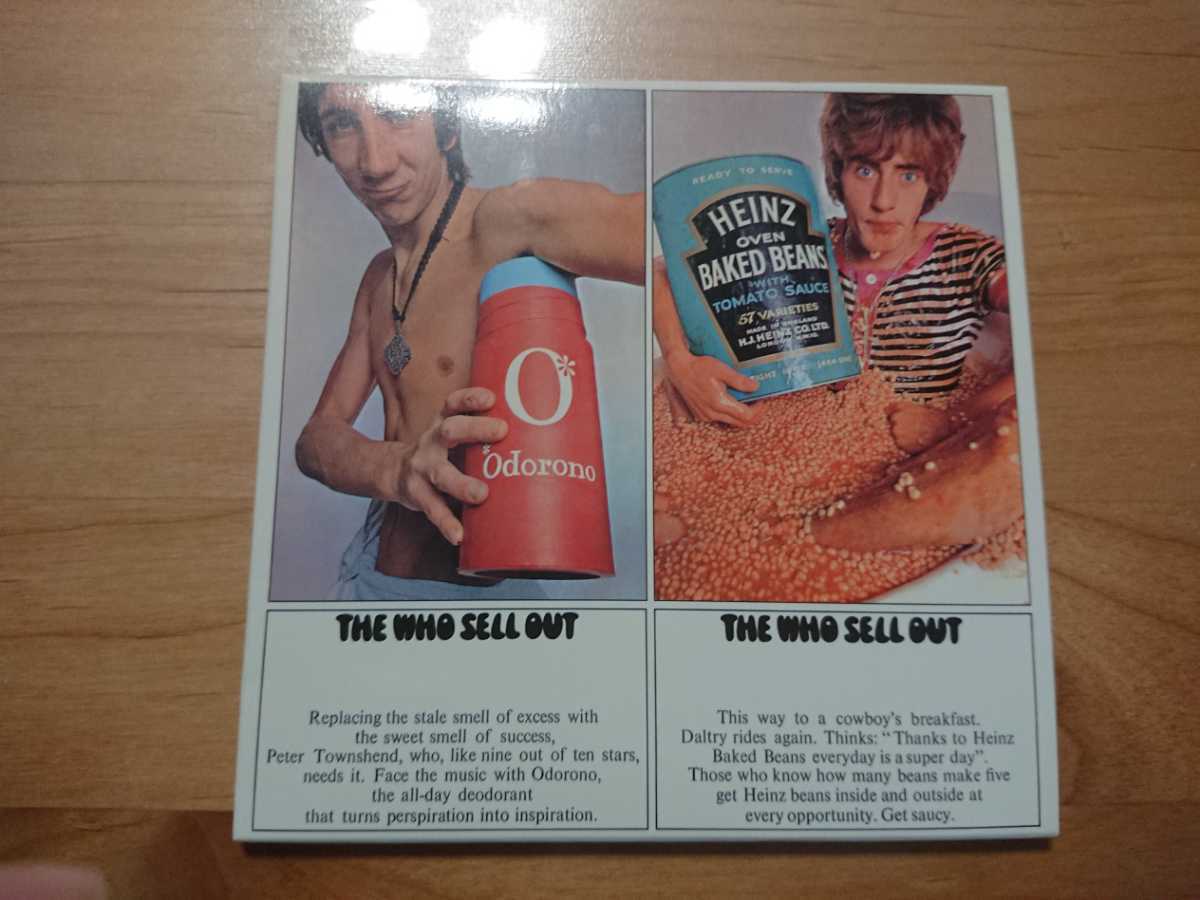 O*
*Odorono
READY TO SERVE
HEINZ
OVEN
BAKED BEANS
WITH
TOMATO SAUCE
57 VARIETIES
MADE IN ENGLAND
H.J. HEINZ CO. LTD.
LONDON N.W.10.
THE WHO SELL OUT
Replacing the stale smell of excess with
the sweet smell of success,
Peter Townshend, who, like nine out of ten stars,
needs it. Face the music with Odorono,
the all-day deodorant
that turns perspiration into inspiration.
THE WHO SELL OUT
This way to a cowboy's breakfast.
Daltry rides again. Thinks: "Thanks to Heinz
Baked Beans everyday is a super day".
Those who know how many beans make five
get Heinz beans inside and outside at
every opportunity. Get saucy.